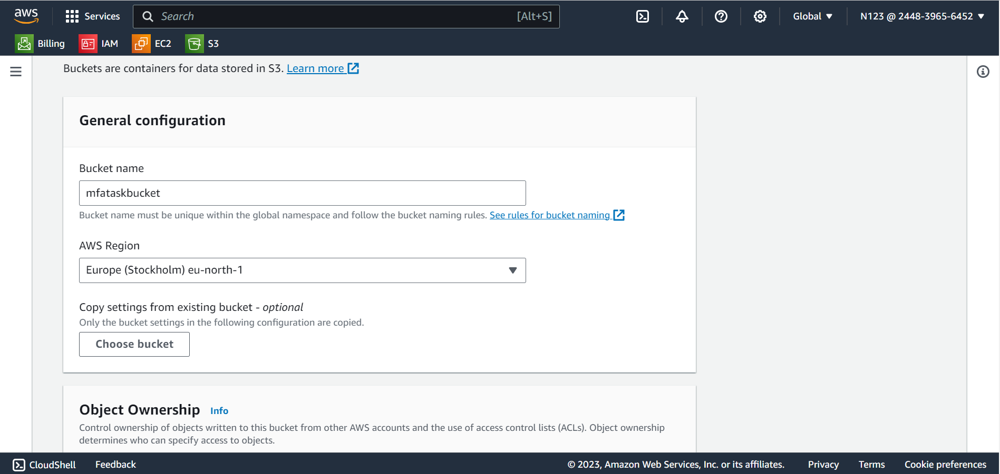 aws Services Search [Alt+S] Global N123 @ 2448-3965-6452
Billing IAM EC2 S3
Buckets are containers for data stored in S3. Learn more
General configuration
Bucket name
mfataskbucket
Bucket name must be unique within the global namespace and follow the bucket naming rules. See rules for bucket naming
AWS Region
Europe (Stockholm) eu-north-1
Copy settings from existing bucket - optional
Only the bucket settings in the following configuration are copied.
Choose bucket
Object Ownership Info
Control ownership of objects written to this bucket from other AWS accounts and the use of access control lists (ACLs). Object ownership
determines who can specify access to objects.
CloudShell Feedback © 2023, Amazon Web Services, Inc. or its affiliates. Privacy Terms Cookie preferences